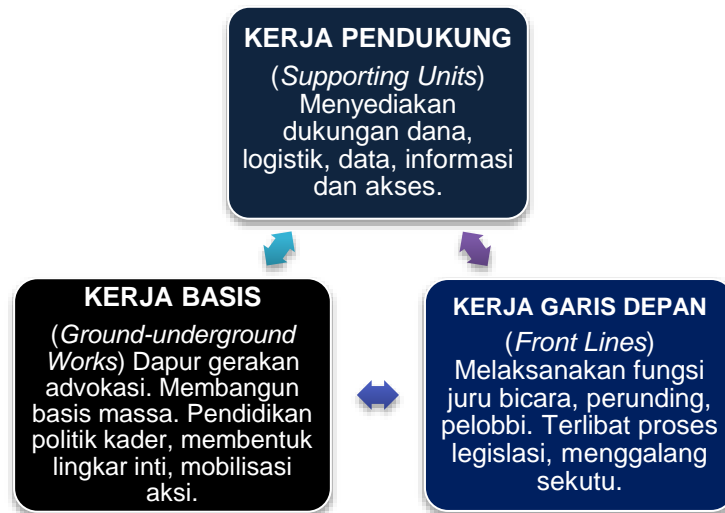 KERJA PENDUKUNG
(Supporting Units)
Menyediakan
dukungan dana,
logistik, data, informasi
dan akses.
KERJA BASIS
(Ground-underground
Works) Dapur gerakan
advokasi. Membangun
basis massa. Pendidikan
politik kader, membentuk
lingkar inti, mobilisasi
aksi.
KERJA GARIS DEPAN
(Front Lines)
Melaksanakan fungsi
juru bicara, perunding,
pelobbi. Terlibat proses
legislasi, menggalang
sekutu.